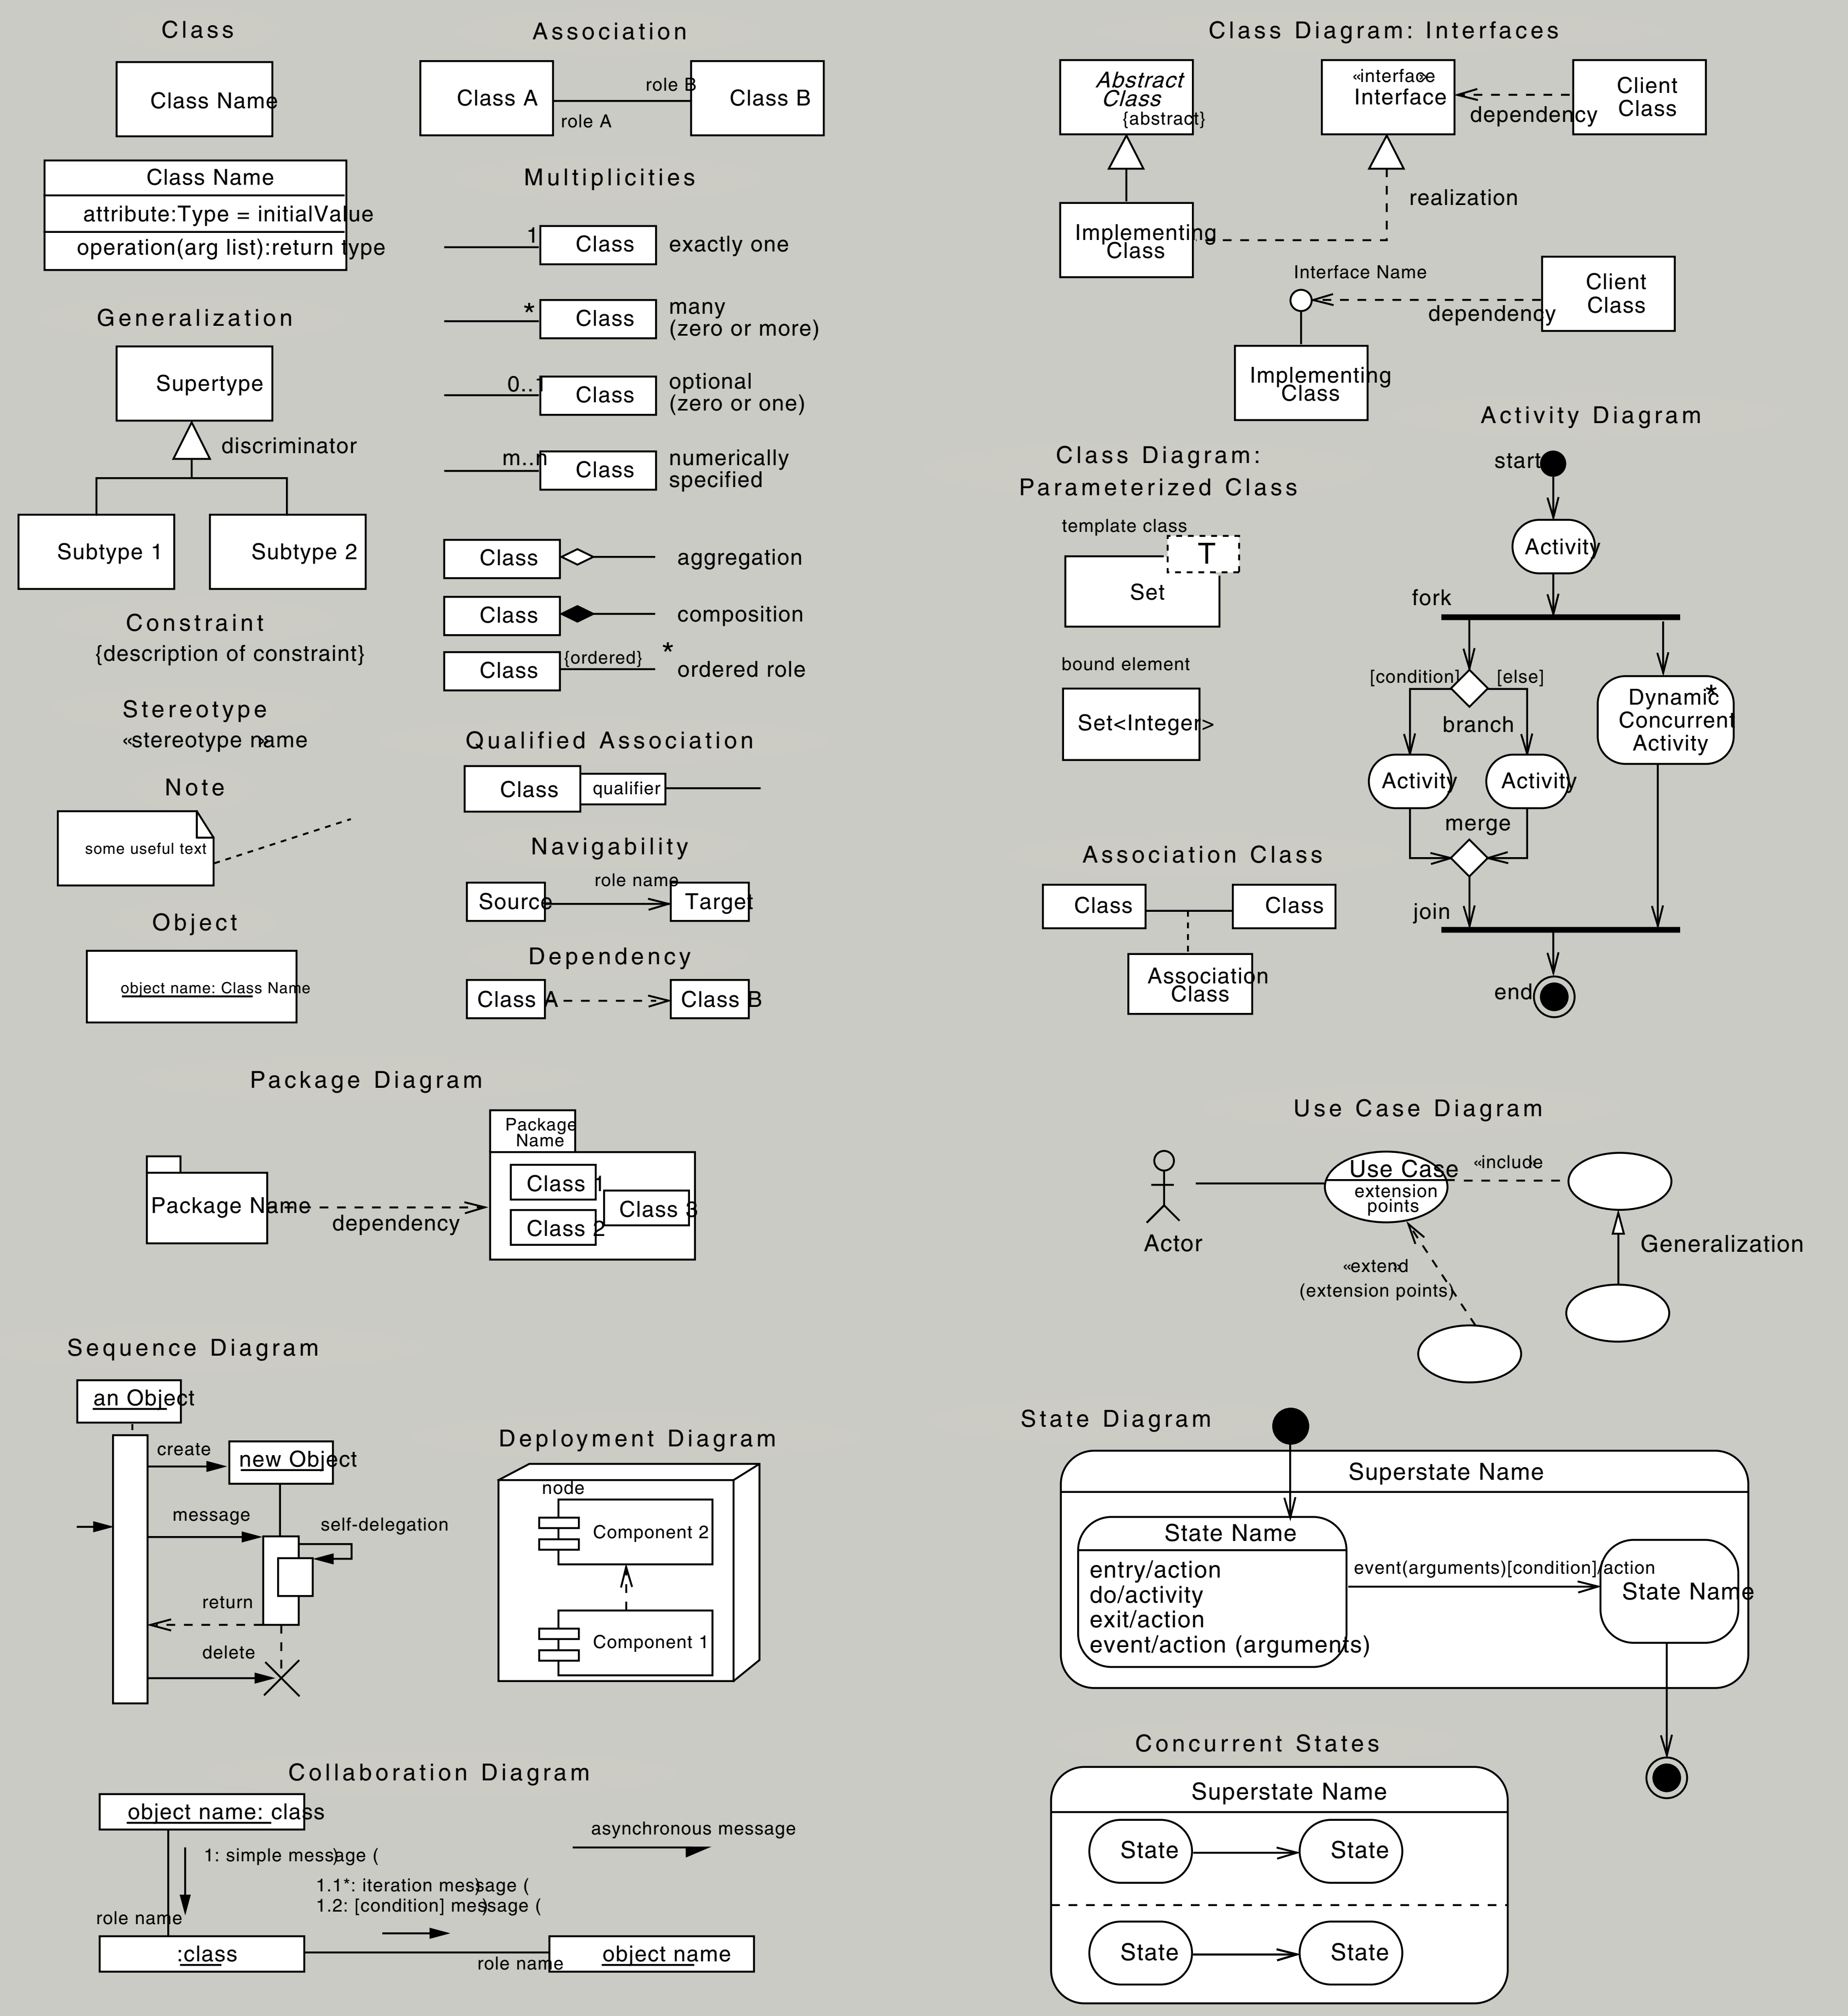 Class
Class Name
Class Name
attribute:Type = initialValue
operation(arg list):return type
Generalization
Supertype
discriminator
Subtype 1
Subtype 2
Constraint
{description of constraint}
Stereotype
«stereotype name»
Note
some useful text
Object
object name: Class Name
Association
Class A
role B
role A
Class B
Multiplicities
1
Class
exactly one
*
Class
many
(zero or more)
0..1
Class
optional
(zero or one)
m..n
Class
numerically
specified
Class
aggregation
Class
composition
Class
{ordered}
*
ordered role
Qualified Association
Class
qualifier
Navigability
role name
Source
Target
Dependency
Class A
Class B
Package Diagram
Package Name
dependency
Package
Name
Class 1
Class 2
Class 3
Sequence Diagram
an Object
create
new Object
message
self-delegation
return
delete
Deployment Diagram
node
Component 2
Component 1
Collaboration Diagram
object name: class
1: simple message ()
asynchronous message
1.1*: iteration message ()
1.2: [condition] message ()
role name
:class
role name
object name
Class Diagram: Interfaces
Abstract
Class
{abstract}
«interface»
Interface
Client
Class
dependency
realization
Implementing
Class
Interface Name
Client
Class
dependency
Implementing
Class
Class Diagram:
Parameterized Class
template class
T
Set
bound element
Set<Integer>
Association Class
Class
Class
Association
Class
Activity Diagram
start
Activity
fork
[condition]
[else]
branch
Dynamic
*
Concurrent
Activity
Activity
Activity
merge
join
end
Use Case Diagram
Actor
Use Case
extension
points
«include»
«extend»
(extension points)
Generalization
State Diagram
Superstate Name
State Name
entry/action
do/activity
exit/action
event/action (arguments)
event(arguments)[condition]/action
State Name
Concurrent States
Superstate Name
State
State
State
State